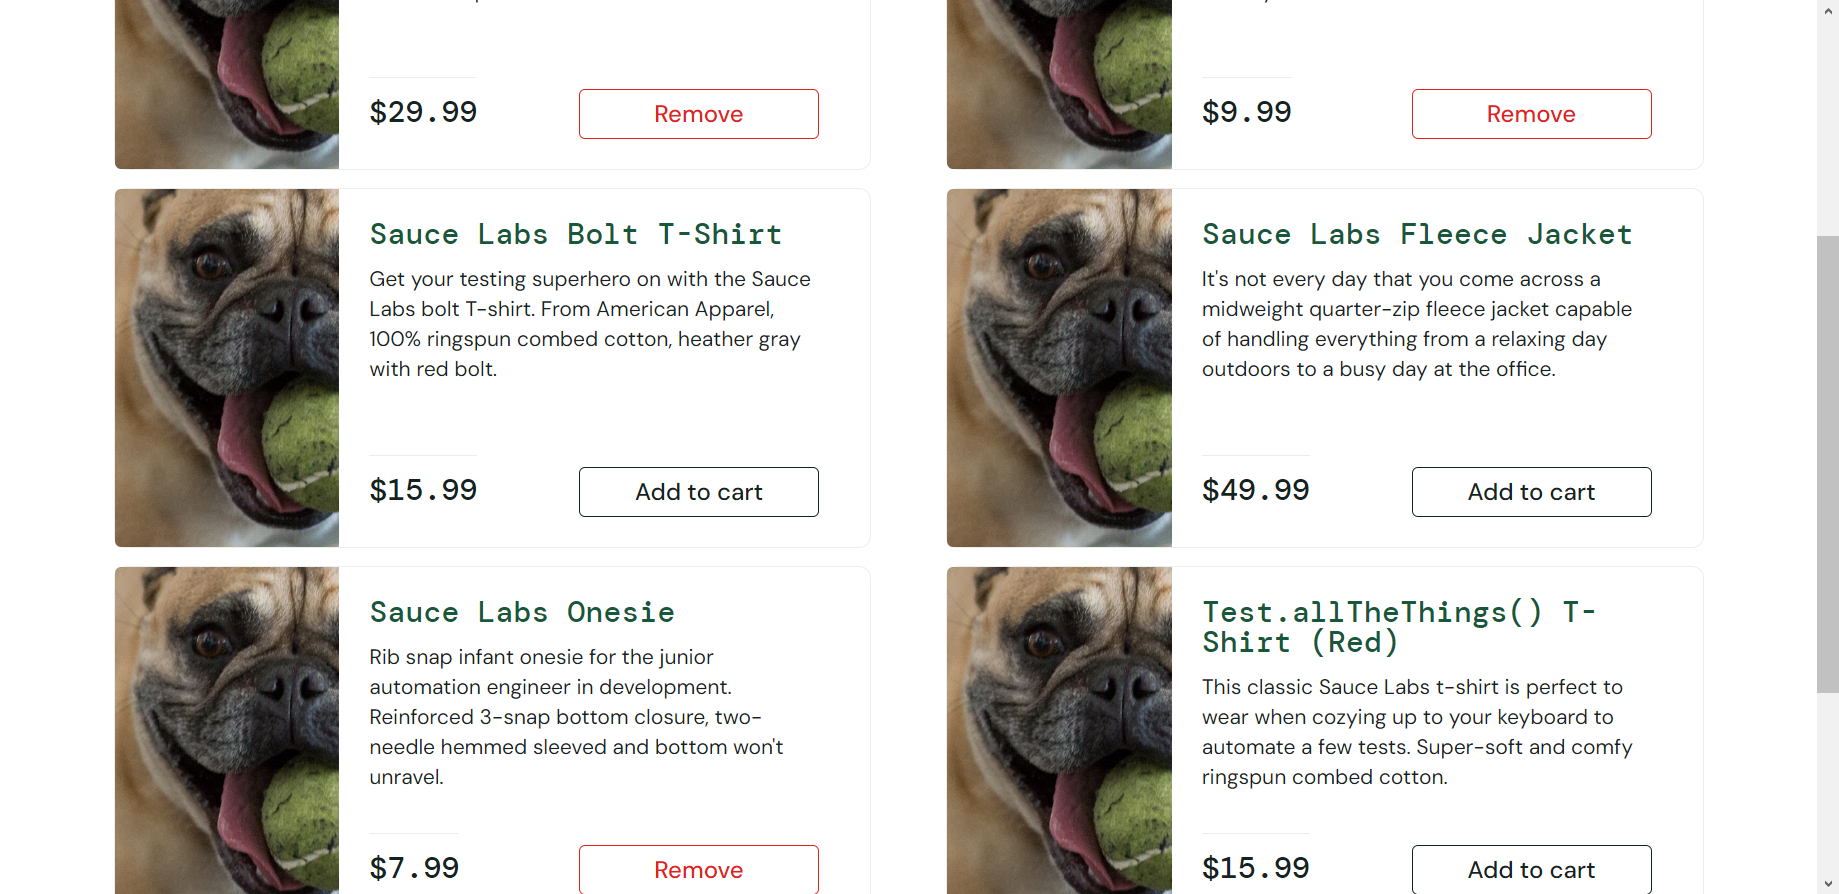 $29.99
Remove
$9.99
Remove
Sauce Labs Bolt T-Shirt
Get your testing superhero on with the Sauce
Labs bolt T-shirt. From American Apparel,
100% ringspun combed cotton, heather gray
with red bolt.
$15.99
Add to cart
Sauce Labs Fleece Jacket
It's not every day that you come across a
midweight quarter-zip fleece jacket capable
of handling everything from a relaxing day
outdoors to a busy day at the office.
$49.99
Add to cart
Sauce Labs Onesie
Rib snap infant onesie for the junior
automation engineer in development.
Reinforced 3-snap bottom closure, two-
needle hemmed sleeved and bottom won't
unravel.
$7.99
Remove
Test.allTheThings() T-
Shirt (Red)
This classic Sauce Labs t-shirt is perfect to
wear when cozying up to your keyboard to
automate a few tests. Super-soft and comfy
ringspun combed cotton.
$15.99
Add to cart